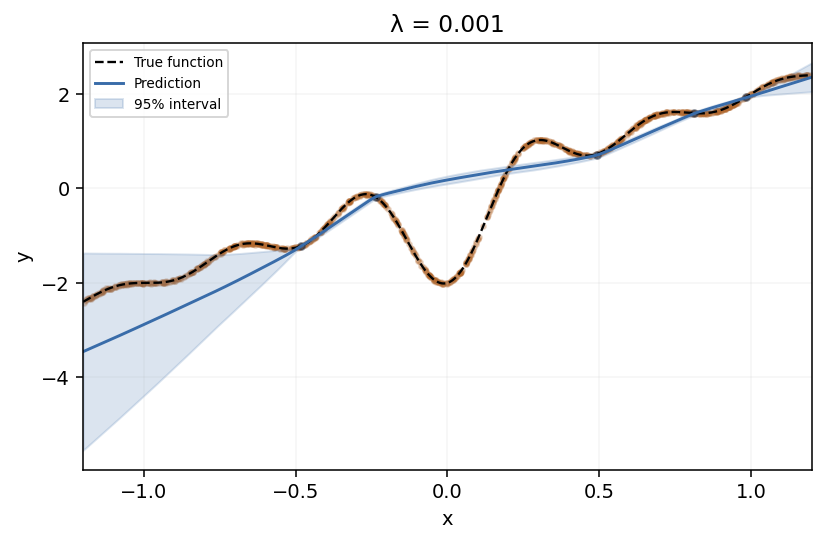 λ = 0.001
True function
Prediction
95% interval
2
0
−2
−4
y
−1.0 −0.5 0.0 0.5 1.0
x